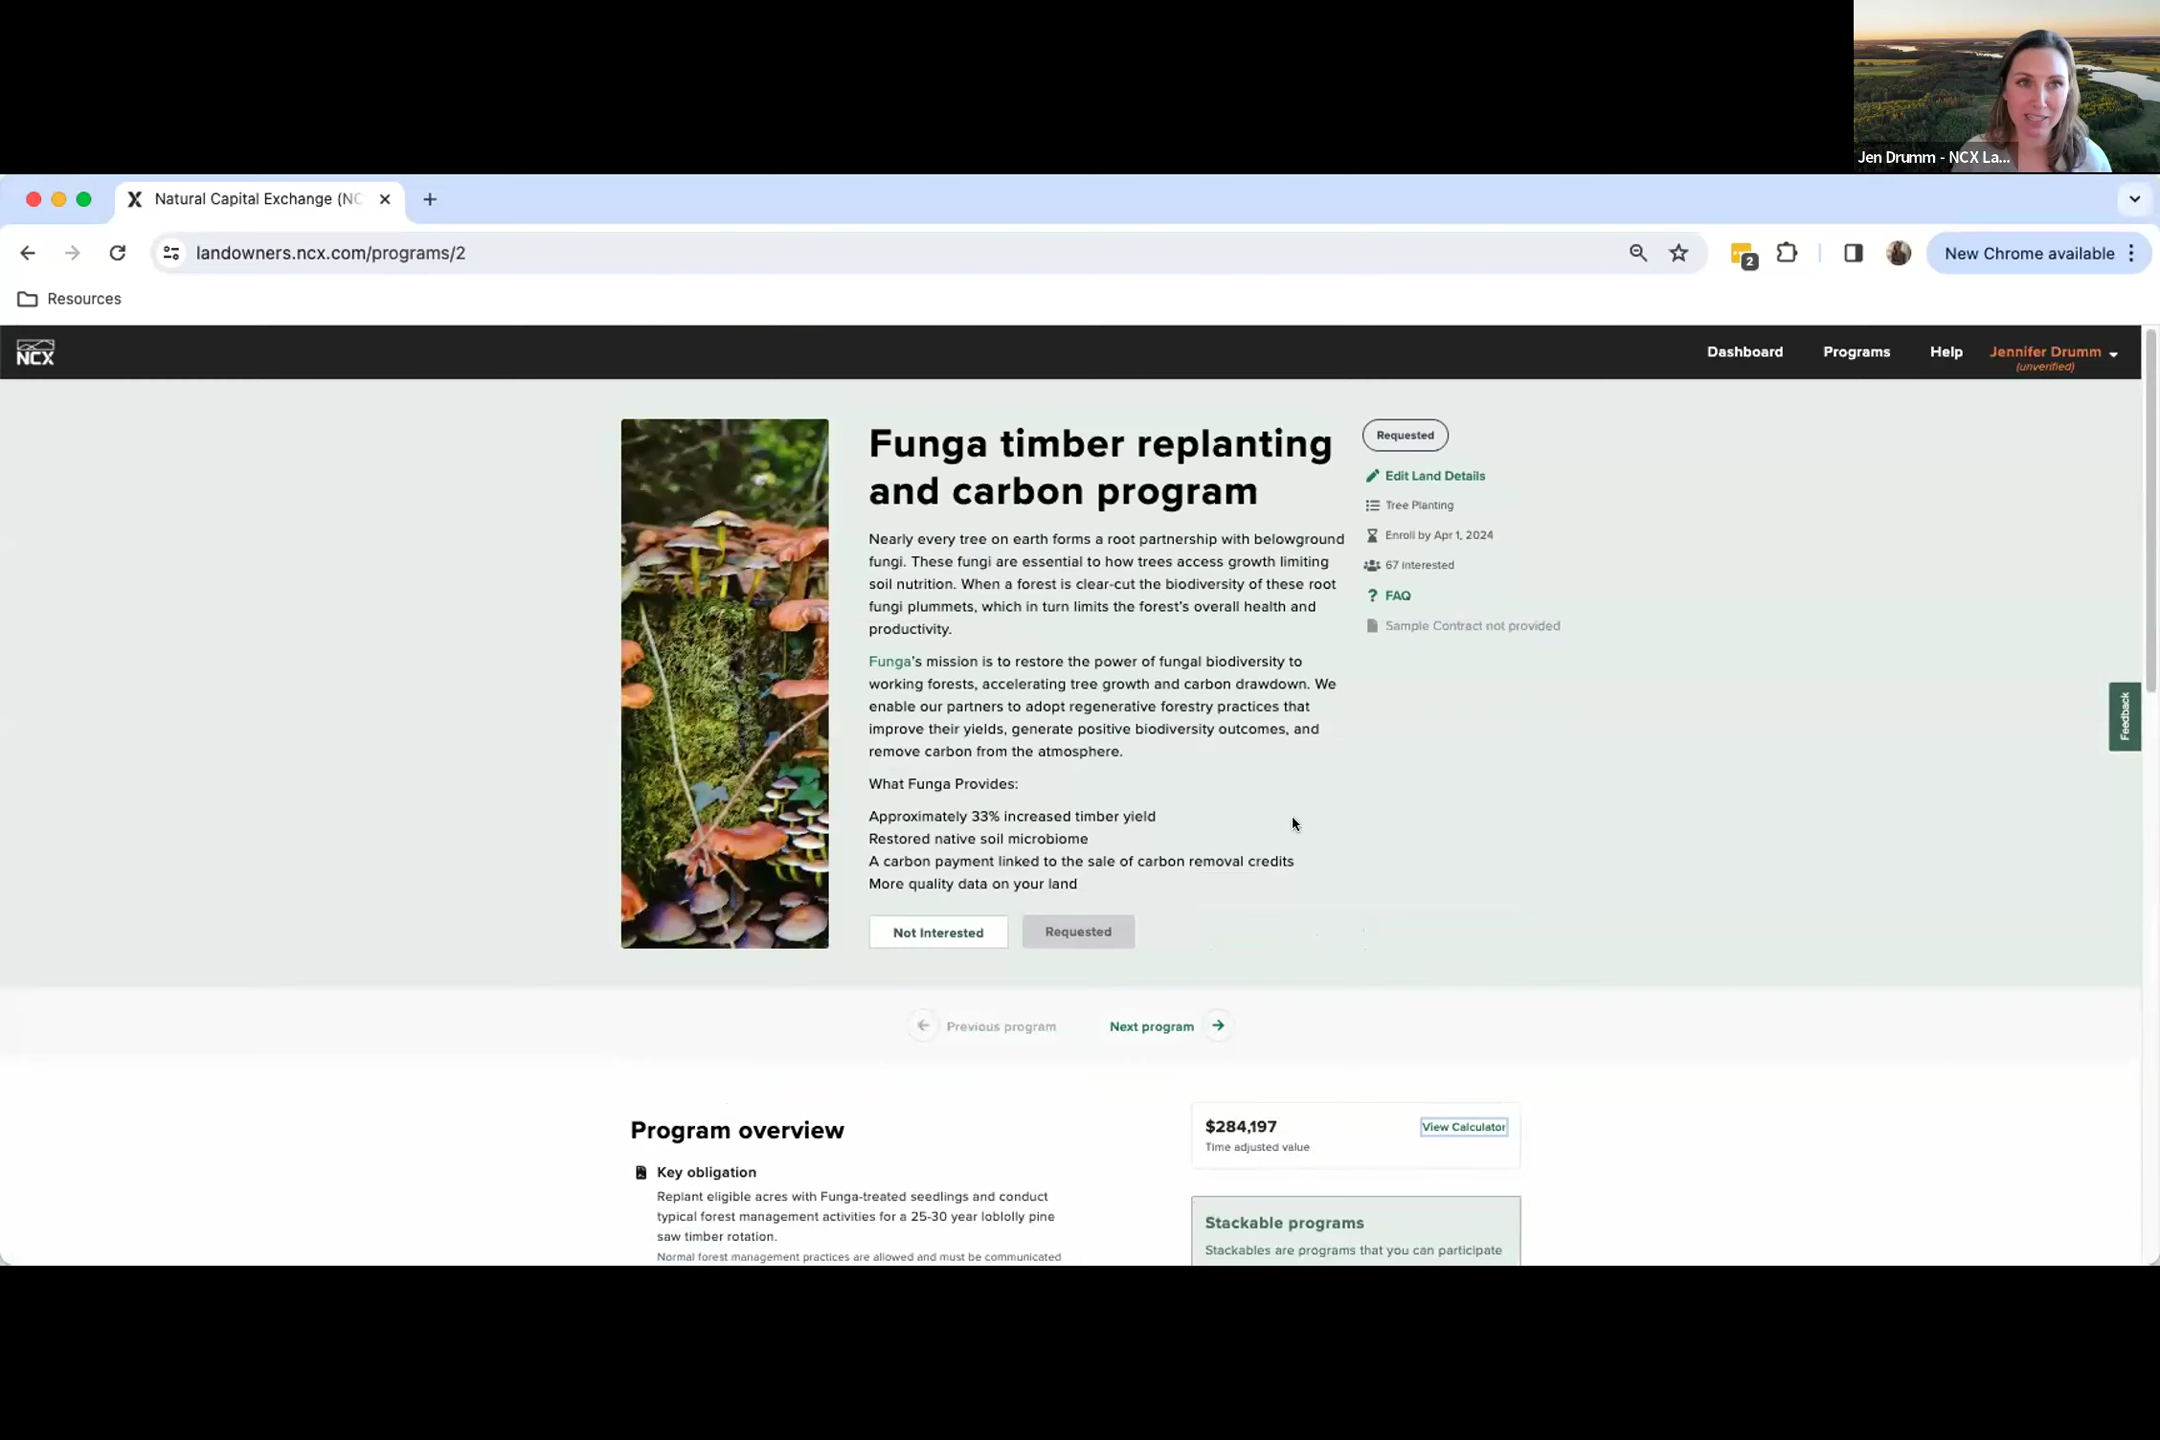 Jen Drumm - NCX La...
Natural Capital Exchange (NC
landowners.ncx.com/programs/2
2
New Chrome available
Resources
NCX
Dashboard
Programs
Help
Jennifer Drumm
(unverified)
Funga timber replanting
and carbon program
Requested
Edit Land Details
Tree Planting
Enroll by Apr 1, 2024
67 interested
FAQ
Sample Contract not provided
Nearly every tree on earth forms a root partnership with belowground
fungi. These fungi are essential to how trees access growth limiting
soil nutrition. When a forest is clear-cut the biodiversity of these root
fungi plummets, which in turn limits the forest's overall health and
productivity.
Funga's mission is to restore the power of fungal biodiversity to
working forests, accelerating tree growth and carbon drawdown. We
enable our partners to adopt regenerative forestry practices that
improve their yields, generate positive biodiversity outcomes, and
remove carbon from the atmosphere.
What Funga Provides:
Approximately 33% increased timber yield
Restored native soil microbiome
A carbon payment linked to the sale of carbon removal credits
More quality data on your land
Not Interested
Requested
Feedback
Previous program
Next program
Program overview
Key obligation
Replant eligible acres with Funga-treated seedlings and conduct
typical forest management activities for a 25-30 year loblolly pine
saw timber rotation.
Normal forest management practices are allowed and must be communicated
$284,197
View Calculator
Time adjusted value
Stackable programs
Stackables are programs that you can participate